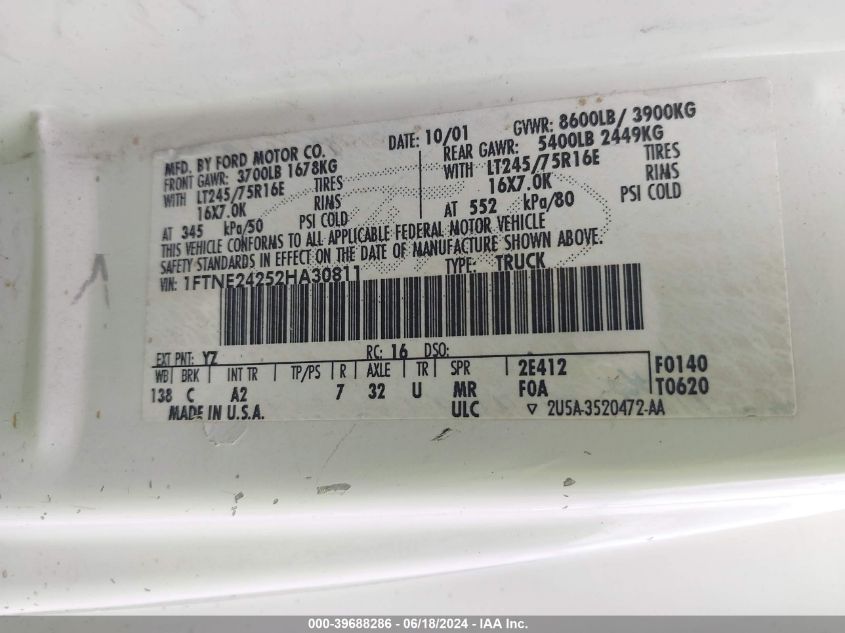 MFD. BY FORD MOTOR CO. DATE: 10/01 GVWR: 8600LB/ 3900KG
FRONT GAWR: 3700LB 1678KG REAR GAWR: 5400LB 2449KG
WITH LT245/75R16E TIRES WITH LT245/75R16E TIRES
16X7.0K RIMS 16X7.0K RIMS
AT 345 kPa/50 PSI COLD AT 552 kPa/80 PSI COLD
THIS VEHICLE CONFORMS TO ALL APPLICABLE FEDERAL MOTOR VEHICLE
SAFETY STANDARDS IN EFFECT ON THE DATE OF MANUFACTURE SHOWN ABOVE.
VIN: 1FTNE24252HA30811 TYPE: TRUCK
EXT PNT: YZ RC: 16 DSO:
WB BRK INT TR TP/PS R AXLE TR SPR 2E412 F0140
138 C A2 7 32 U MR F0A T0620
MADE IN U.S.A. ULC ▽ 2U5A-3520472-AA
000-39688286 - 06/18/2024 - IAA Inc.